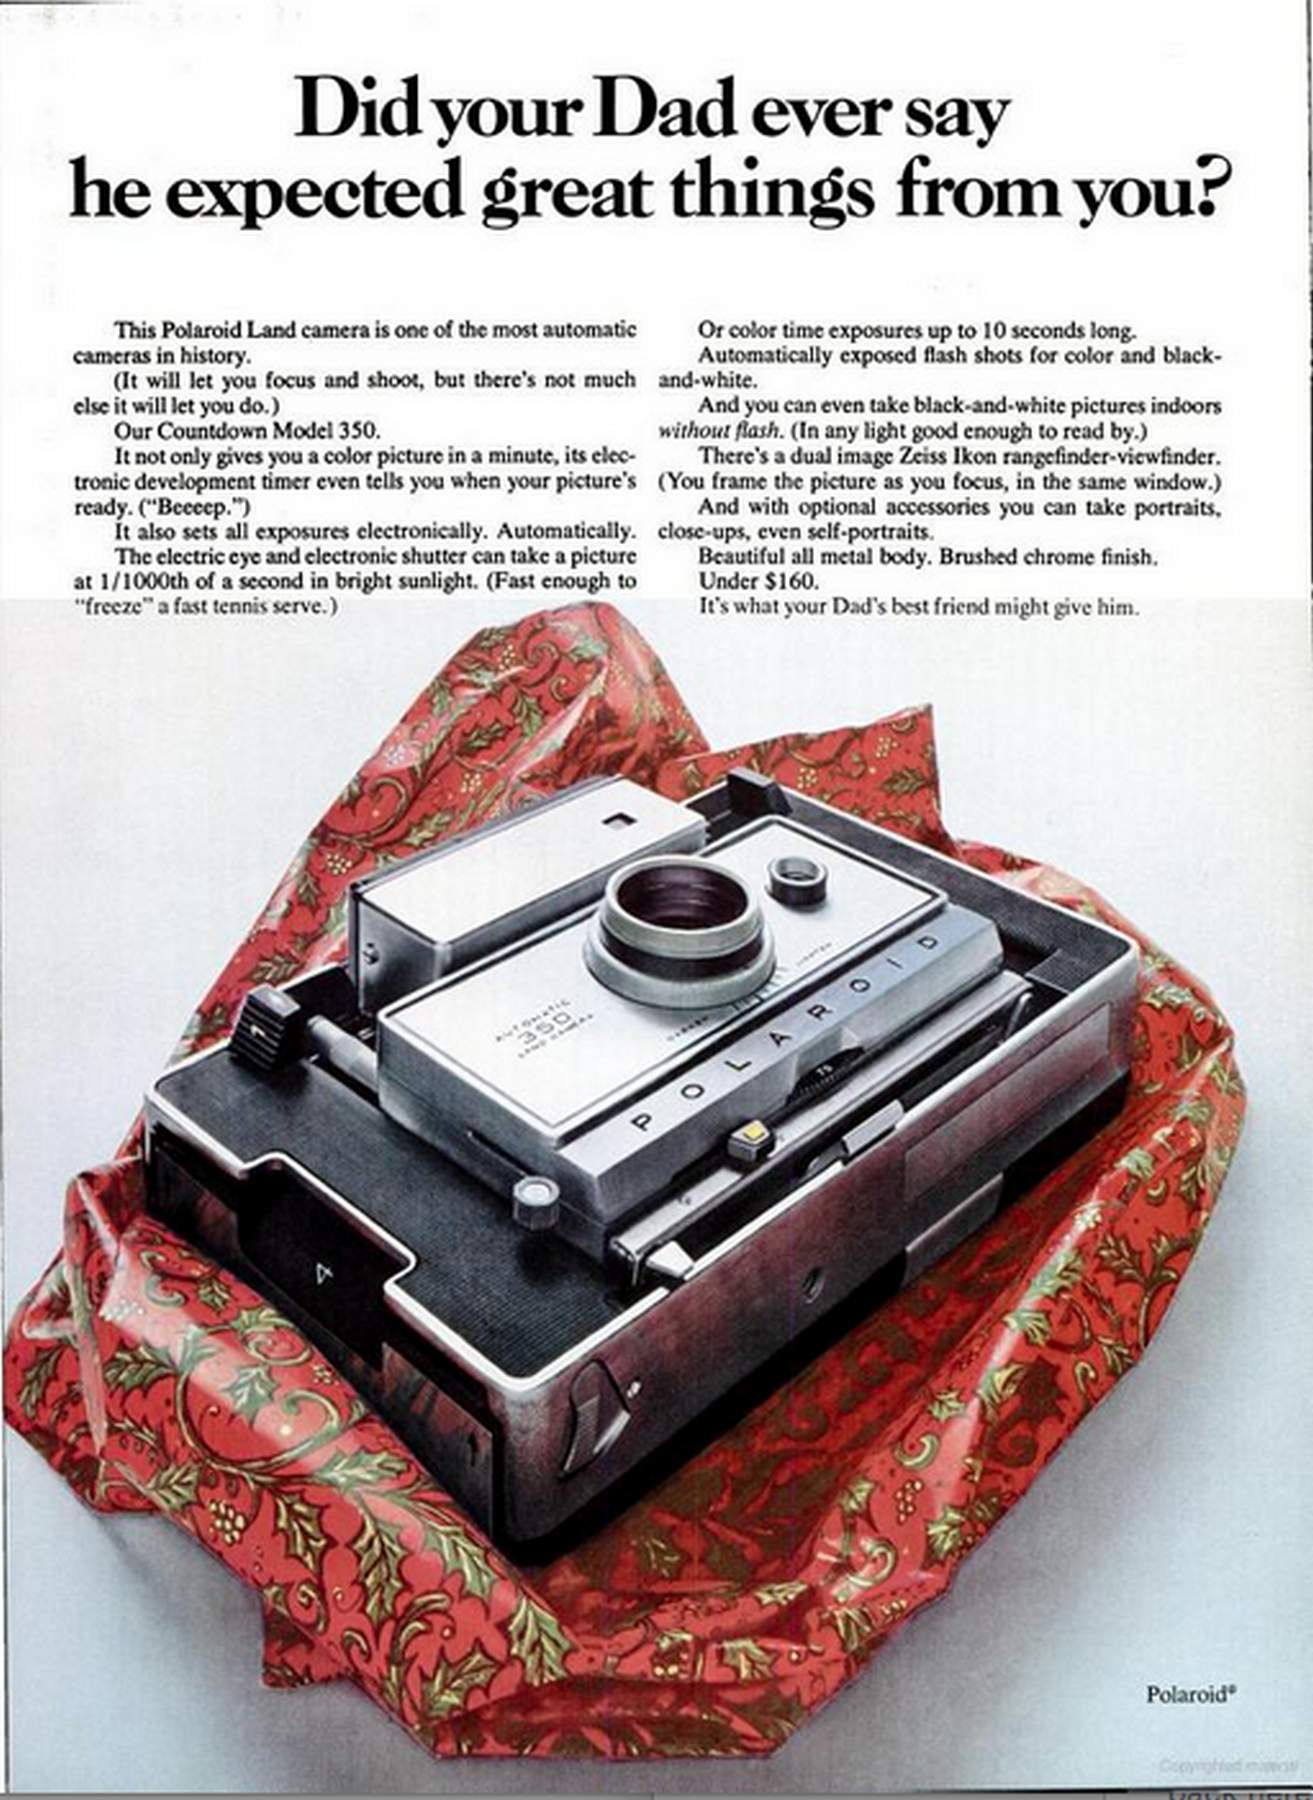 Did your Dad ever say
he expected great things from you?
This Polaroid Land camera is one of the most automatic
cameras in history.
(It will let you focus and shoot, but there's not much
else it will let you do.)
Our Countdown Model 350.
It not only gives you a color picture in a minute, its elec-
tronic development timer even tells you when your picture's
ready. ("Beeeep.")
It also sets all exposures electronically. Automatically.
The electric eye and electronic shutter can take a picture
at 1/1000th of a second in bright sunlight. (Fast enough to
"freeze" a fast tennis serve.)
Or color time exposures up to 10 seconds long.
Automatically exposed flash shots for color and black-
and-white.
And you can even take black-and-white pictures indoors
without flash. (In any light good enough to read by.)
There's a dual image Zeiss Ikon rangefinder-viewfinder.
(You frame the picture as you focus, in the same window.)
And with optional accessories you can take portraits,
close-ups, even self-portraits.
Beautiful all metal body. Brushed chrome finish.
Under $160.
It's what your Dad's best friend might give him.
AUTOMATIC
350
LAND CAMERA
DARKEN
LIGHTEN
POLAROID
75
1
4
Polaroid®
Copyrighted material